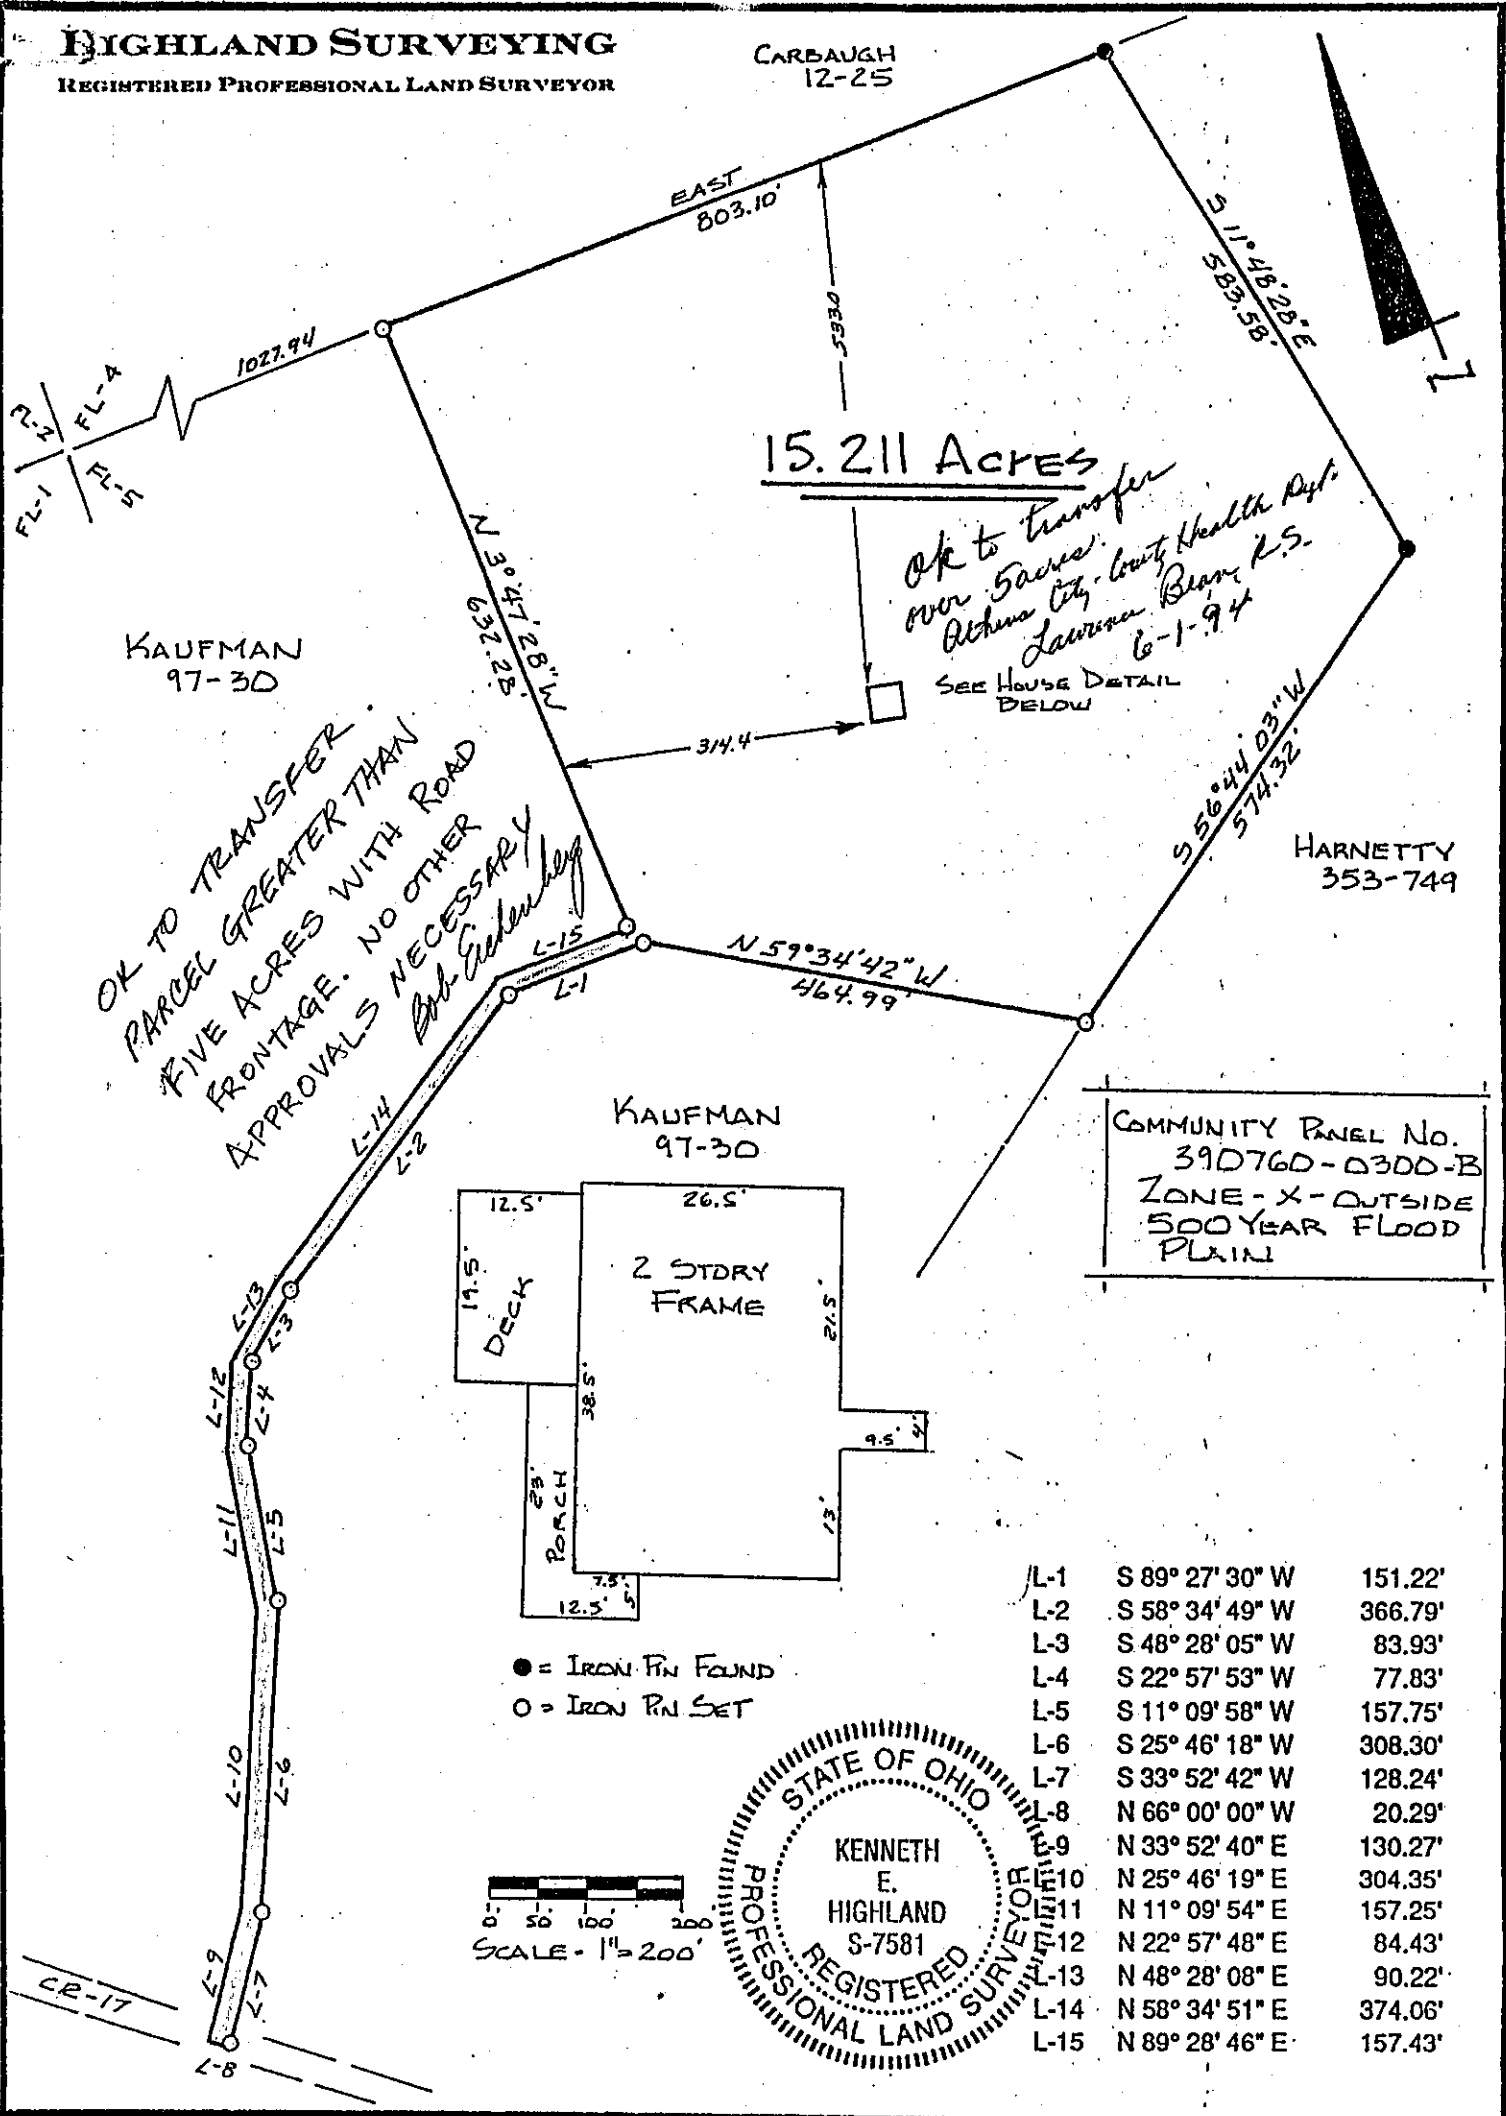 HIGHLAND SURVEYING
REGISTERED PROFESSIONAL LAND SURVEYOR
CARBAUGH
12-25
EAST
803.10'
1027.94
FL-4
FL-5
FL-1
S 11° 48' 28" E
583.58'
533.0
15.211 ACrES
Ok to transfer
over 5 acres.
Athens City-County Health Dept.
Lawrence Bean, R.S.
6-1-94
SEE HOUSE DETAIL
BELOW
N 3° 47' 28" W
632.28'
314.4
KAUFMAN
97-30
S 56° 44' 03" W
574.32'
HARNETTY
353-749
OK TO TRANSFER.
PARCEL GREATER THAN
FIVE ACRES WITH ROAD
FRONTAGE. NO OTHER
APPROVALS NECESSARY
Bob Eichenberg
N 59° 34' 42" W
464.99'
L-15
L-1
L-14
L-2
L-13
L-3
L-12
L-4
L-11
L-5
L-10
L-6
L-9
L-7
L-8
CR-17
KAUFMAN
97-30
COMMUNITY PANEL NO.
390760-0300-B
ZONE-X-OUTSIDE
500 YEAR FLOOD
PLAIN
12.5'
26.5'
19.5'
DECK
2 STORY
FRAME
21.5'
38.5'
9.5'
4'
23'
PORCH
13'
7.5'
5'
12.5'
● = IRON PIN FOUND
O = IRON PIN SET
0' 50' 100' 200'
SCALE - 1"=200'
STATE OF OHIO
KENNETH
E.
HIGHLAND
S-7581
REGISTERED
PROFESSIONAL LAND SURVEYOR
L-1 S 89° 27' 30" W 151.22'
L-2 S 58° 34' 49" W 366.79'
L-3 S 48° 28' 05" W 83.93'
L-4 S 22° 57' 53" W 77.83'
L-5 S 11° 09' 58" W 157.75'
L-6 S 25° 46' 18" W 308.30'
L-7 S 33° 52' 42" W 128.24'
L-8 N 66° 00' 00" W 20.29'
L-9 N 33° 52' 40" E 130.27'
L-10 N 25° 46' 19" E 304.35'
L-11 N 11° 09' 54" E 157.25'
L-12 N 22° 57' 48" E 84.43'
L-13 N 48° 28' 08" E 90.22'
L-14 N 58° 34' 51" E 374.06'
L-15 N 89° 28' 46" E 157.43'